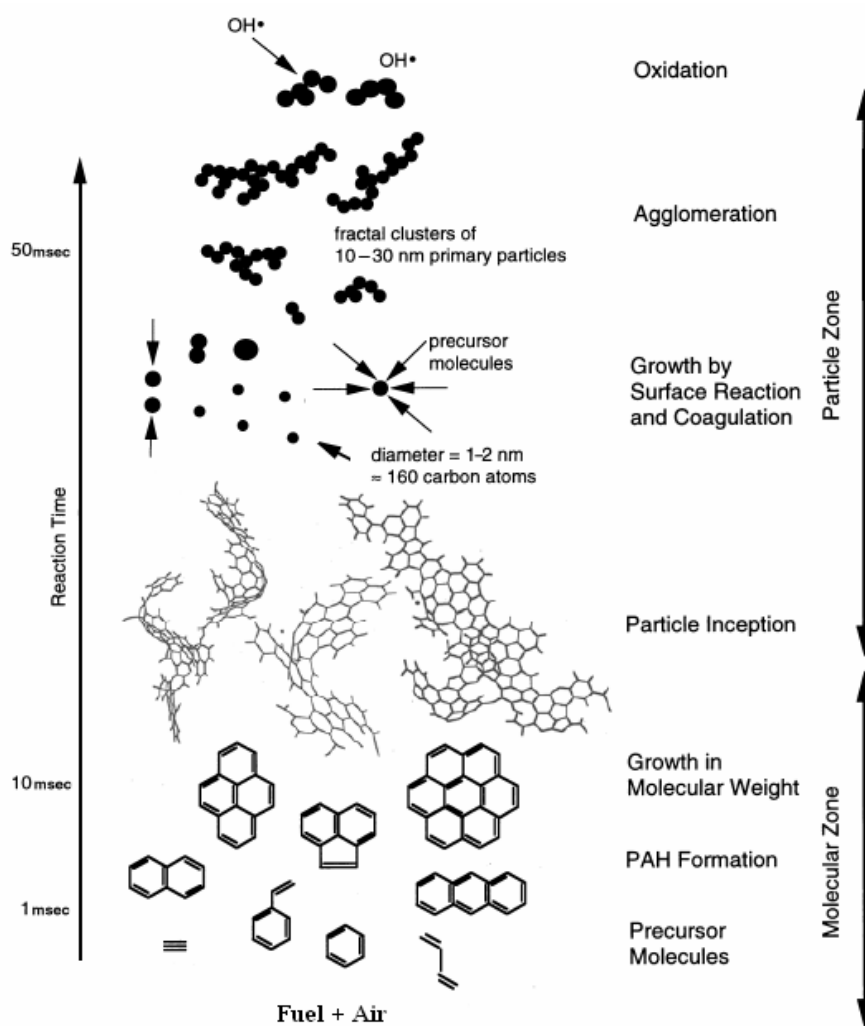 OH•
OH•
Oxidation
Agglomeration
50msec
fractal clusters of
10–30 nm primary particles
precursor
molecules
Growth by
Surface Reaction
and Coagulation
Particle Zone
diameter = 1–2 nm
≈ 160 carbon atoms
Reaction Time
Particle Inception
Growth in
Molecular Weight
10msec
PAH Formation
Molecular Zone
1msec
Precursor
Molecules
Fuel + Air